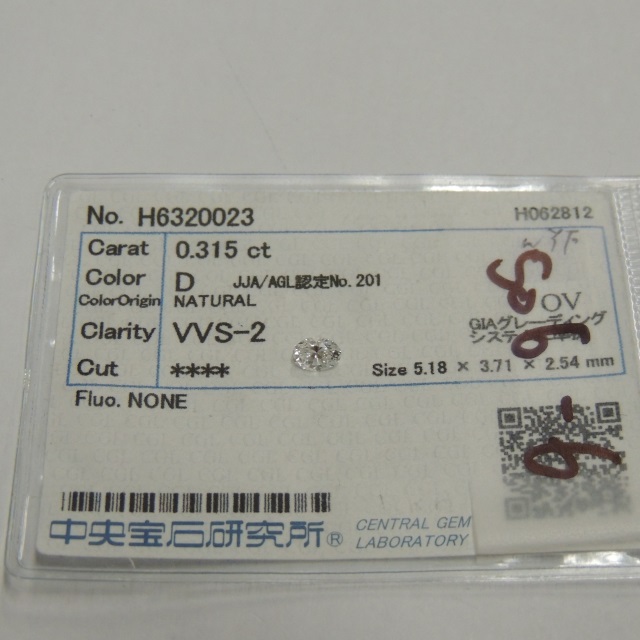 No. H6320023 H062812
Carat 0.315 ct
Color D JJA/AGL認定No.201
ColorOrigin NATURAL OV
Clarity VVS-2 GIAグレーディング
システム
Cut **** Size 5.18 × 3.71 × 2.54 mm
Fluo. NONE
中央宝石研究所® CENTRAL GEM
LABORATORY